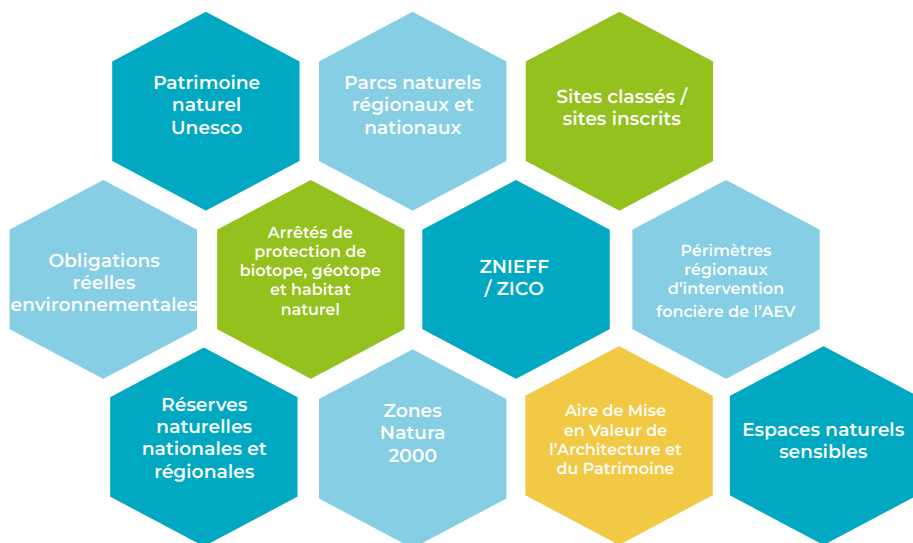 Patrimoine
naturel
Unesco
Parcs naturels
régionaux et
nationaux
Sites classés /
sites inscrits
Obligations
réelles
environnementales
Arrêtés de
protection de
biotope, géotope
et habitat
naturel
ZNIEFF
/ ZICO
Périmètres
régionaux
d’intervention
foncière de l’AEV
Réserves
naturelles
nationales et
régionales
Zones
Natura
2000
Aire de Mise
en Valeur de
l’Architecture et
du Patrimoine
Espaces naturels
sensibles